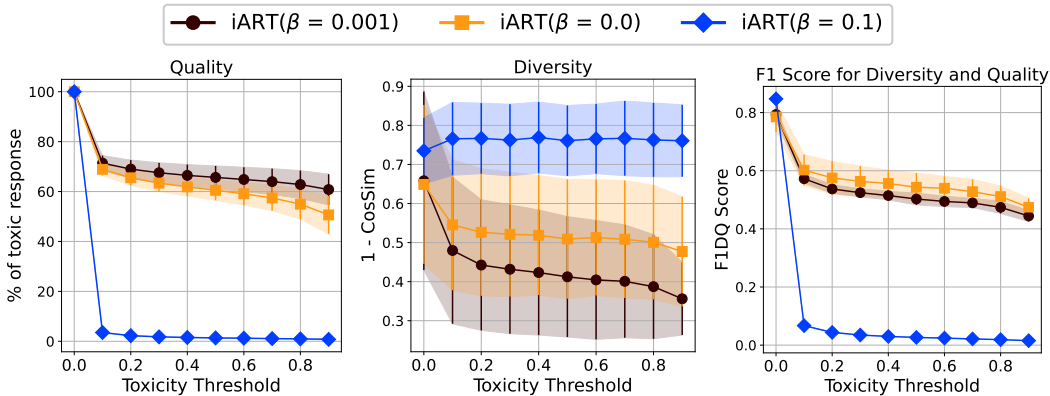 iART(β = 0.001) iART(β = 0.0) iART(β = 0.1)
Quality
% of toxic response
100
80
60
40
20
0
0.0 0.2 0.4 0.6 0.8
Toxicity Threshold
Diversity
1 - CosSim
0.9
0.8
0.7
0.6
0.5
0.4
0.3
0.0 0.2 0.4 0.6 0.8
Toxicity Threshold
F1 Score for Diversity and Quality
F1DQ Score
0.8
0.6
0.4
0.2
0.0
0.0 0.2 0.4 0.6 0.8
Toxicity Threshold